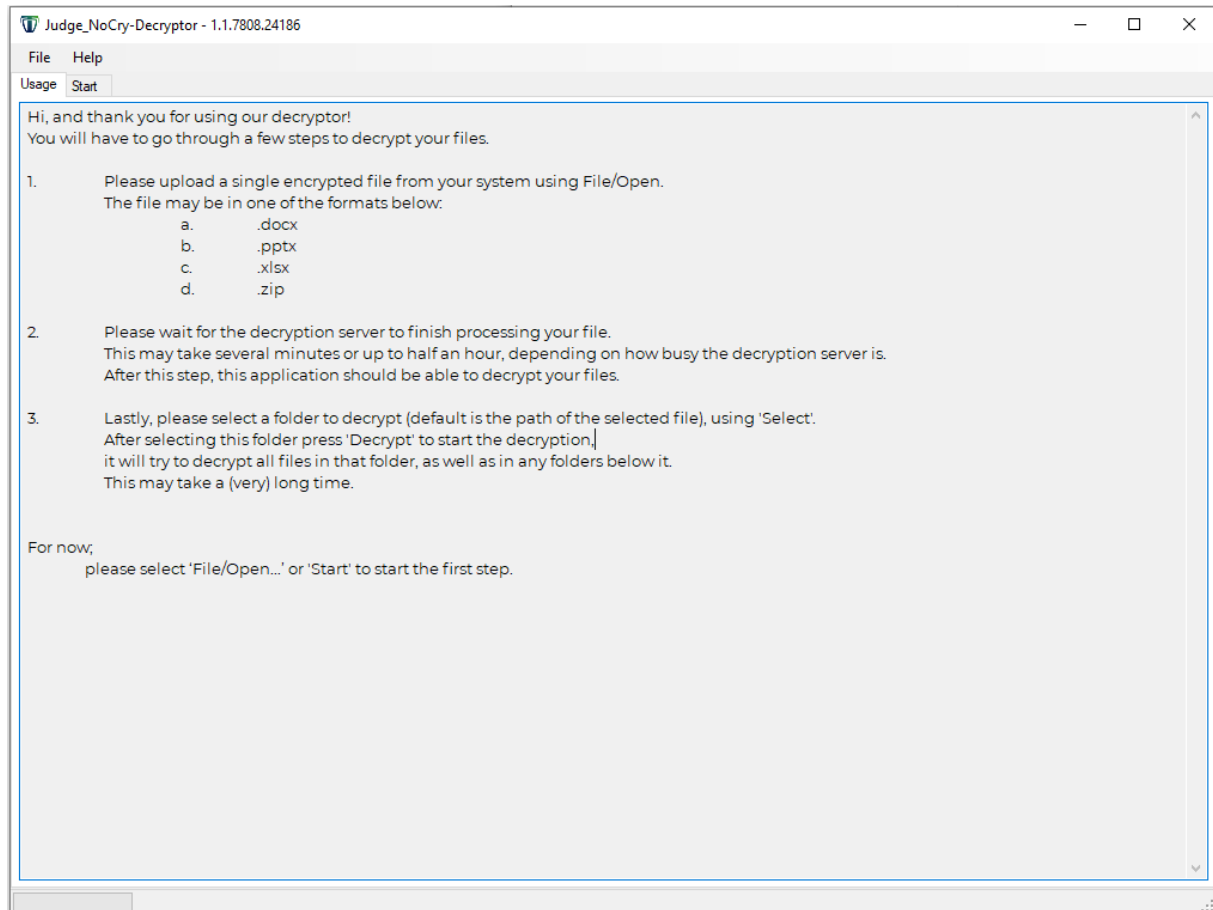 Judge_NoCry-Decryptor - 1.1.7808.24186
File Help
Usage Start
Hi, and thank you for using our decryptor!
You will have to go through a few steps to decrypt your files.
1. Please upload a single encrypted file from your system using File/Open.
The file may be in one of the formats below:
a. .docx
b. .pptx
c. .xlsx
d. .zip
2. Please wait for the decryption server to finish processing your file.
This may take several minutes or up to half an hour, depending on how busy the decryption server is.
After this step, this application should be able to decrypt your files.
3. Lastly, please select a folder to decrypt (default is the path of the selected file), using 'Select'.
After selecting this folder press 'Decrypt' to start the decryption,
it will try to decrypt all files in that folder, as well as in any folders below it.
This may take a (very) long time.
For now;
please select ‘File/Open...’ or 'Start' to start the first step.